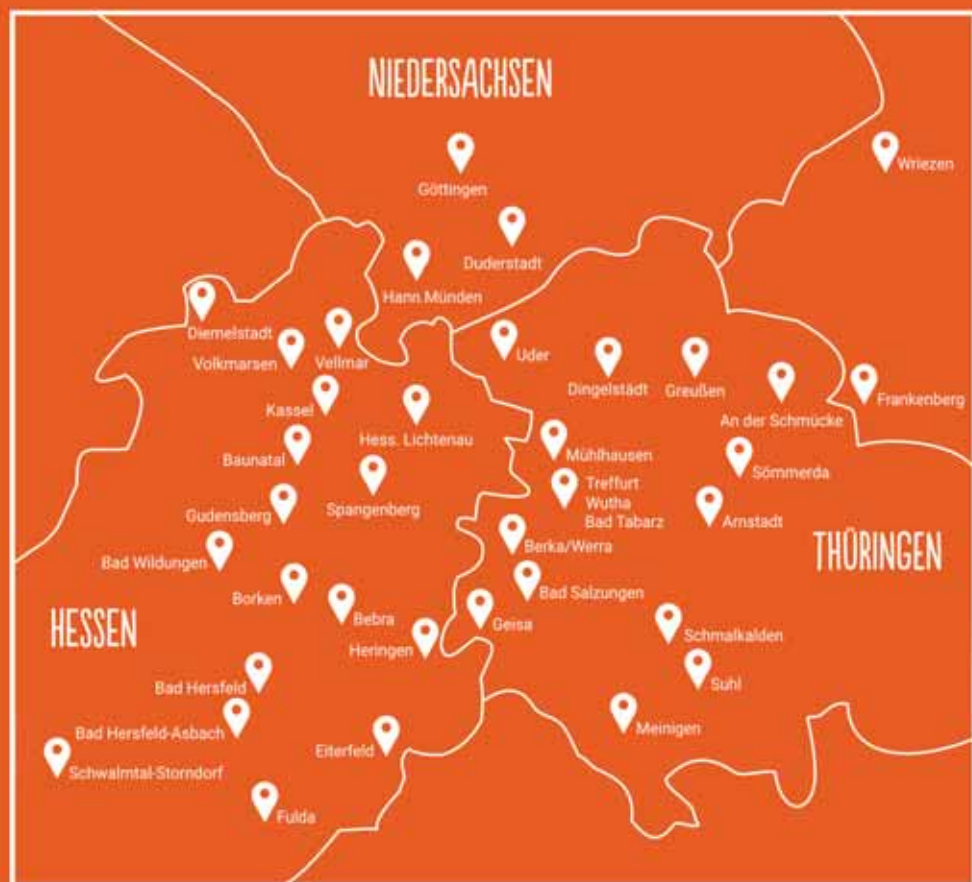 NIEDERSACHSEN
Göttingen
Wriezen
Duderstadt
Hann.Münden
Diemelstadt
Volkmarsen
Vellmar
Uder
Dingelstädt
Greußen
An der Schmücke
Frankenberg
Kassel
Hess. Lichtenau
Baunatal
Mühlhausen
Sömmerda
Spangenberg
Treffurt
Wutha
Bad Tabarz
Gudensberg
Arnstadt
Berka/Werra
THÜRINGEN
Bad Wildungen
Bad Salzungen
Borken
Bebra
Geisa
HESSEN
Heringen
Schmalkalden
Bad Hersfeld
Suhl
Bad Hersfeld-Asbach
Meinigen
Eiterfeld
Schwalmtal-Storndorf
Fulda